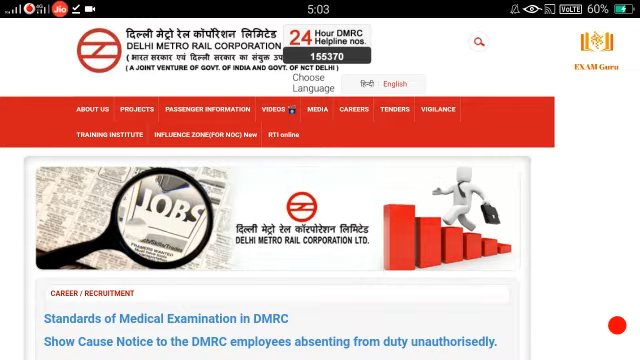 5:03
4G
Jio
VoLTE
60%
दिल्ली मेट्रो रेल कॉर्पोरेशन लिमिटेड
DELHI METRO RAIL CORPORATION
(भारत सरकार एवं दिल्ली सरकार का संयुक्त उप
(A JOINT VENTURE OF GOVT. OF INDIA AND GOVT. OF NCT DELHI)
24 Hour DMRC
Helpline nos.
155370
Choose
Language
हिन्दी
English
EXAM Guru
ABOUT US PROJECTS PASSENGER INFORMATION VIDEOS MEDIA CAREERS TENDERS VIGILANCE
TRAINING INSTITUTE INFLUENCE ZONE(FOR NOC) New RTI online
JOBS
दिल्ली मेट्रो रेल कॉरपोरेशन लिमिटेड
DELHI METRO RAIL CORPORATION LTD.
CAREER / RECRUITMENT
Standards of Medical Examination in DMRC
Show Cause Notice to the DMRC employees absenting from duty unauthorisedly.